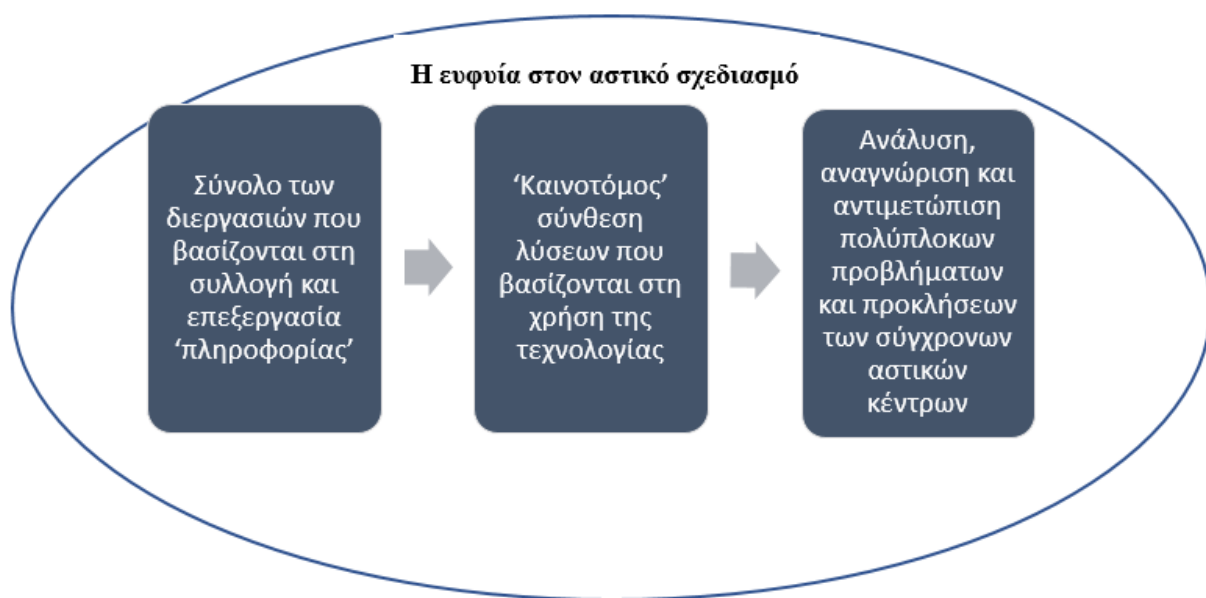 Η ευφυία στον αστικό σχεδιασμό
Σύνολο των
διεργασιών που
βασίζονται στη
συλλογή και
επεξεργασία
‘πληροφορίας’
‘Καινοτόμος’
σύνθεση
λύσεων που
βασίζονται στη
χρήση της
τεχνολογίας
Ανάλυση,
αναγνώριση και
αντιμετώπιση
πολύπλοκων
προβλήματων
και προκλήσεων
των σύγχρονων
αστικών
κέντρων